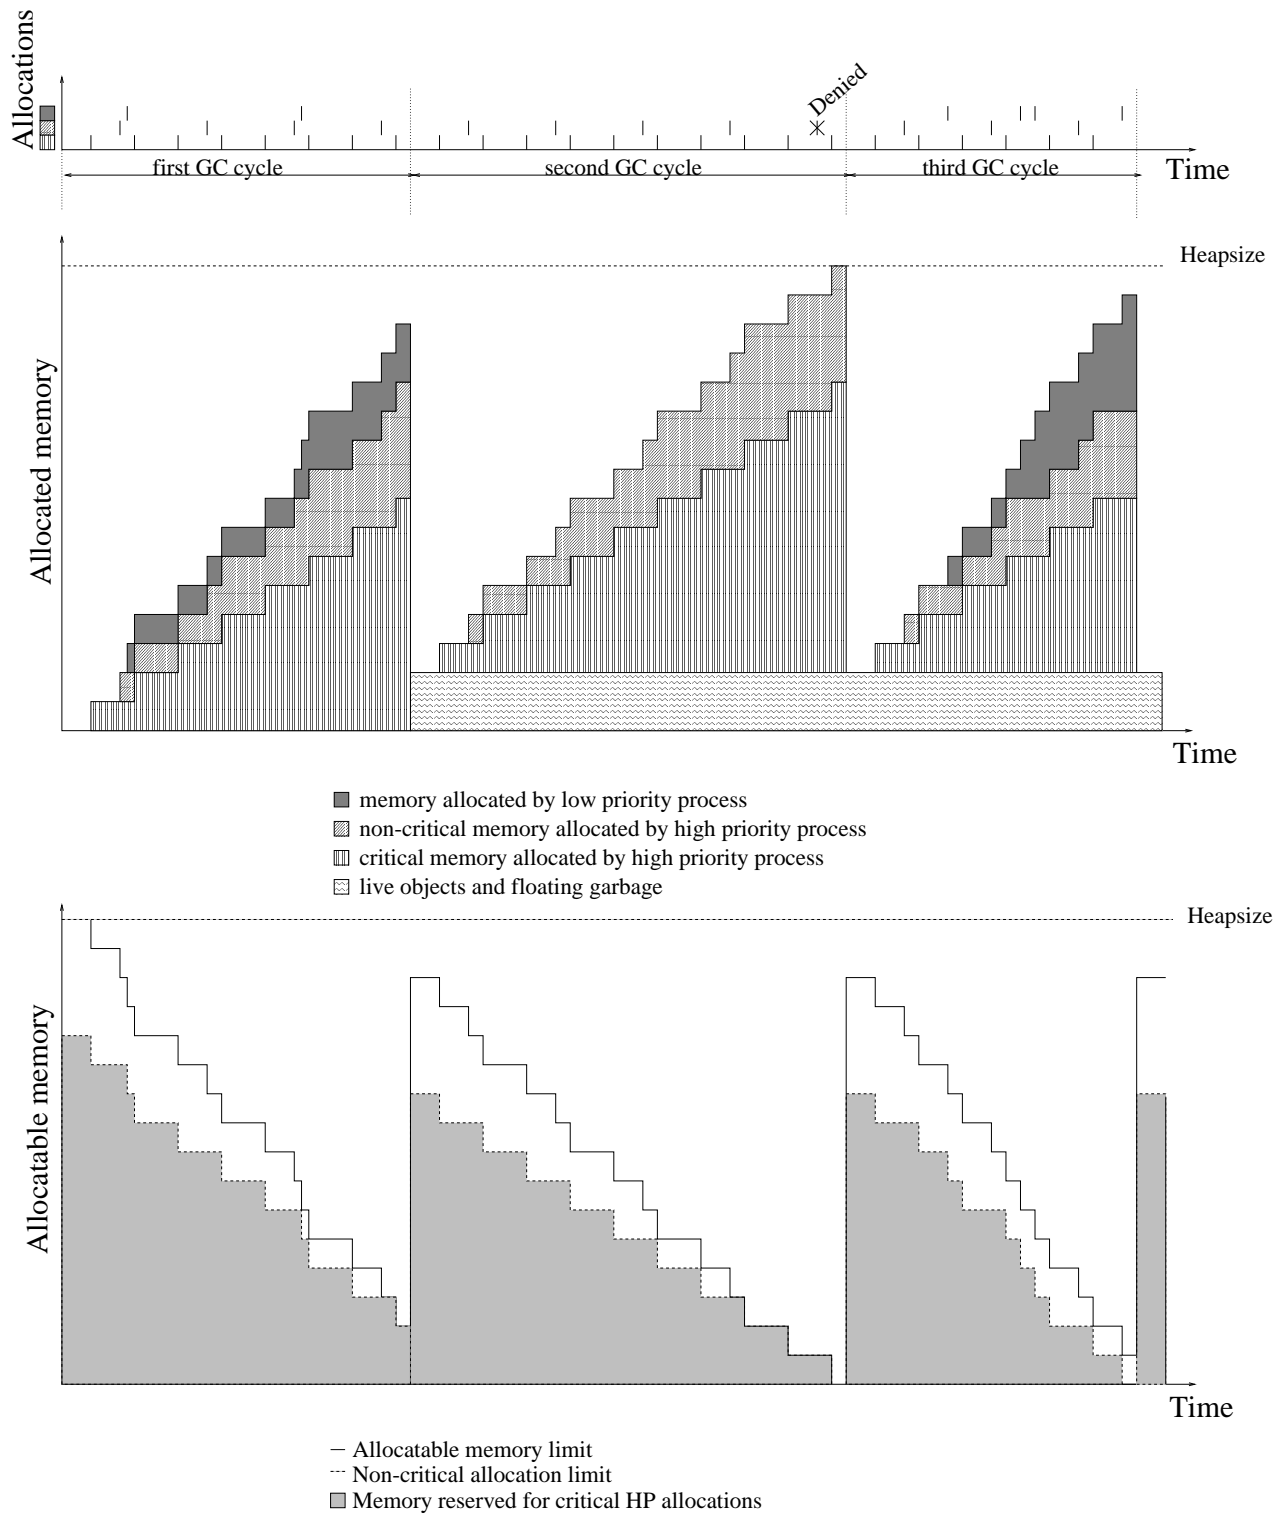 Allocations
Denied
first GC cycle
second GC cycle
third GC cycle
Time
Heapsize
Allocated memory
Time
memory allocated by low priority process
non-critical memory allocated by high priority process
critical memory allocated by high priority process
live objects and floating garbage
Heapsize
Allocatable memory
Time
Allocatable memory limit
Non-critical allocation limit
Memory reserved for critical HP allocations